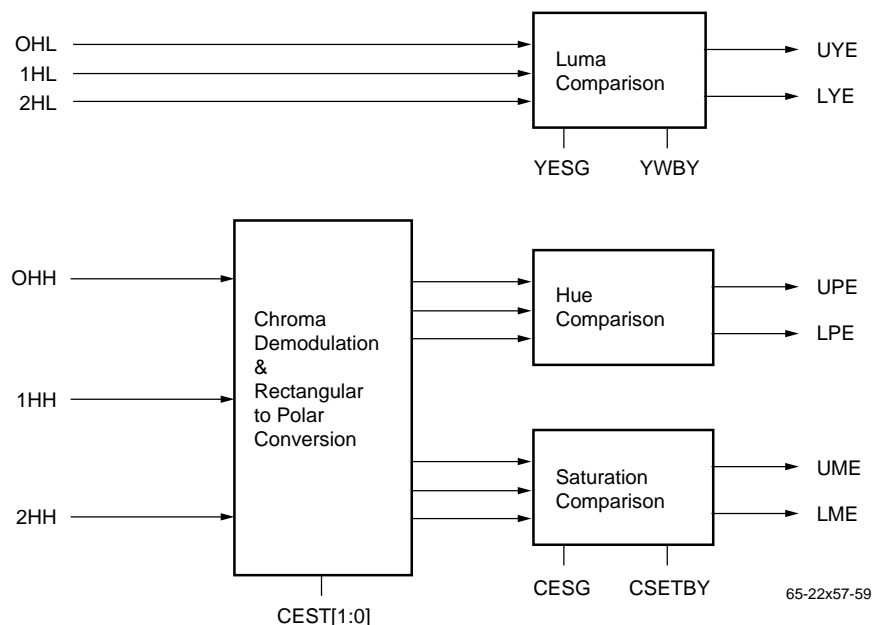 OHL
1HL
2HL
Luma
Comparison
UYE
LYE
YESG YWBY
OHH
1HH
2HH
Chroma
Demodulation
&
Rectangular
to Polar
Conversion
CEST[1:0]
Hue
Comparison
UPE
LPE
Saturation
Comparison
UME
LME
CESG CSETBY
65-22x57-59